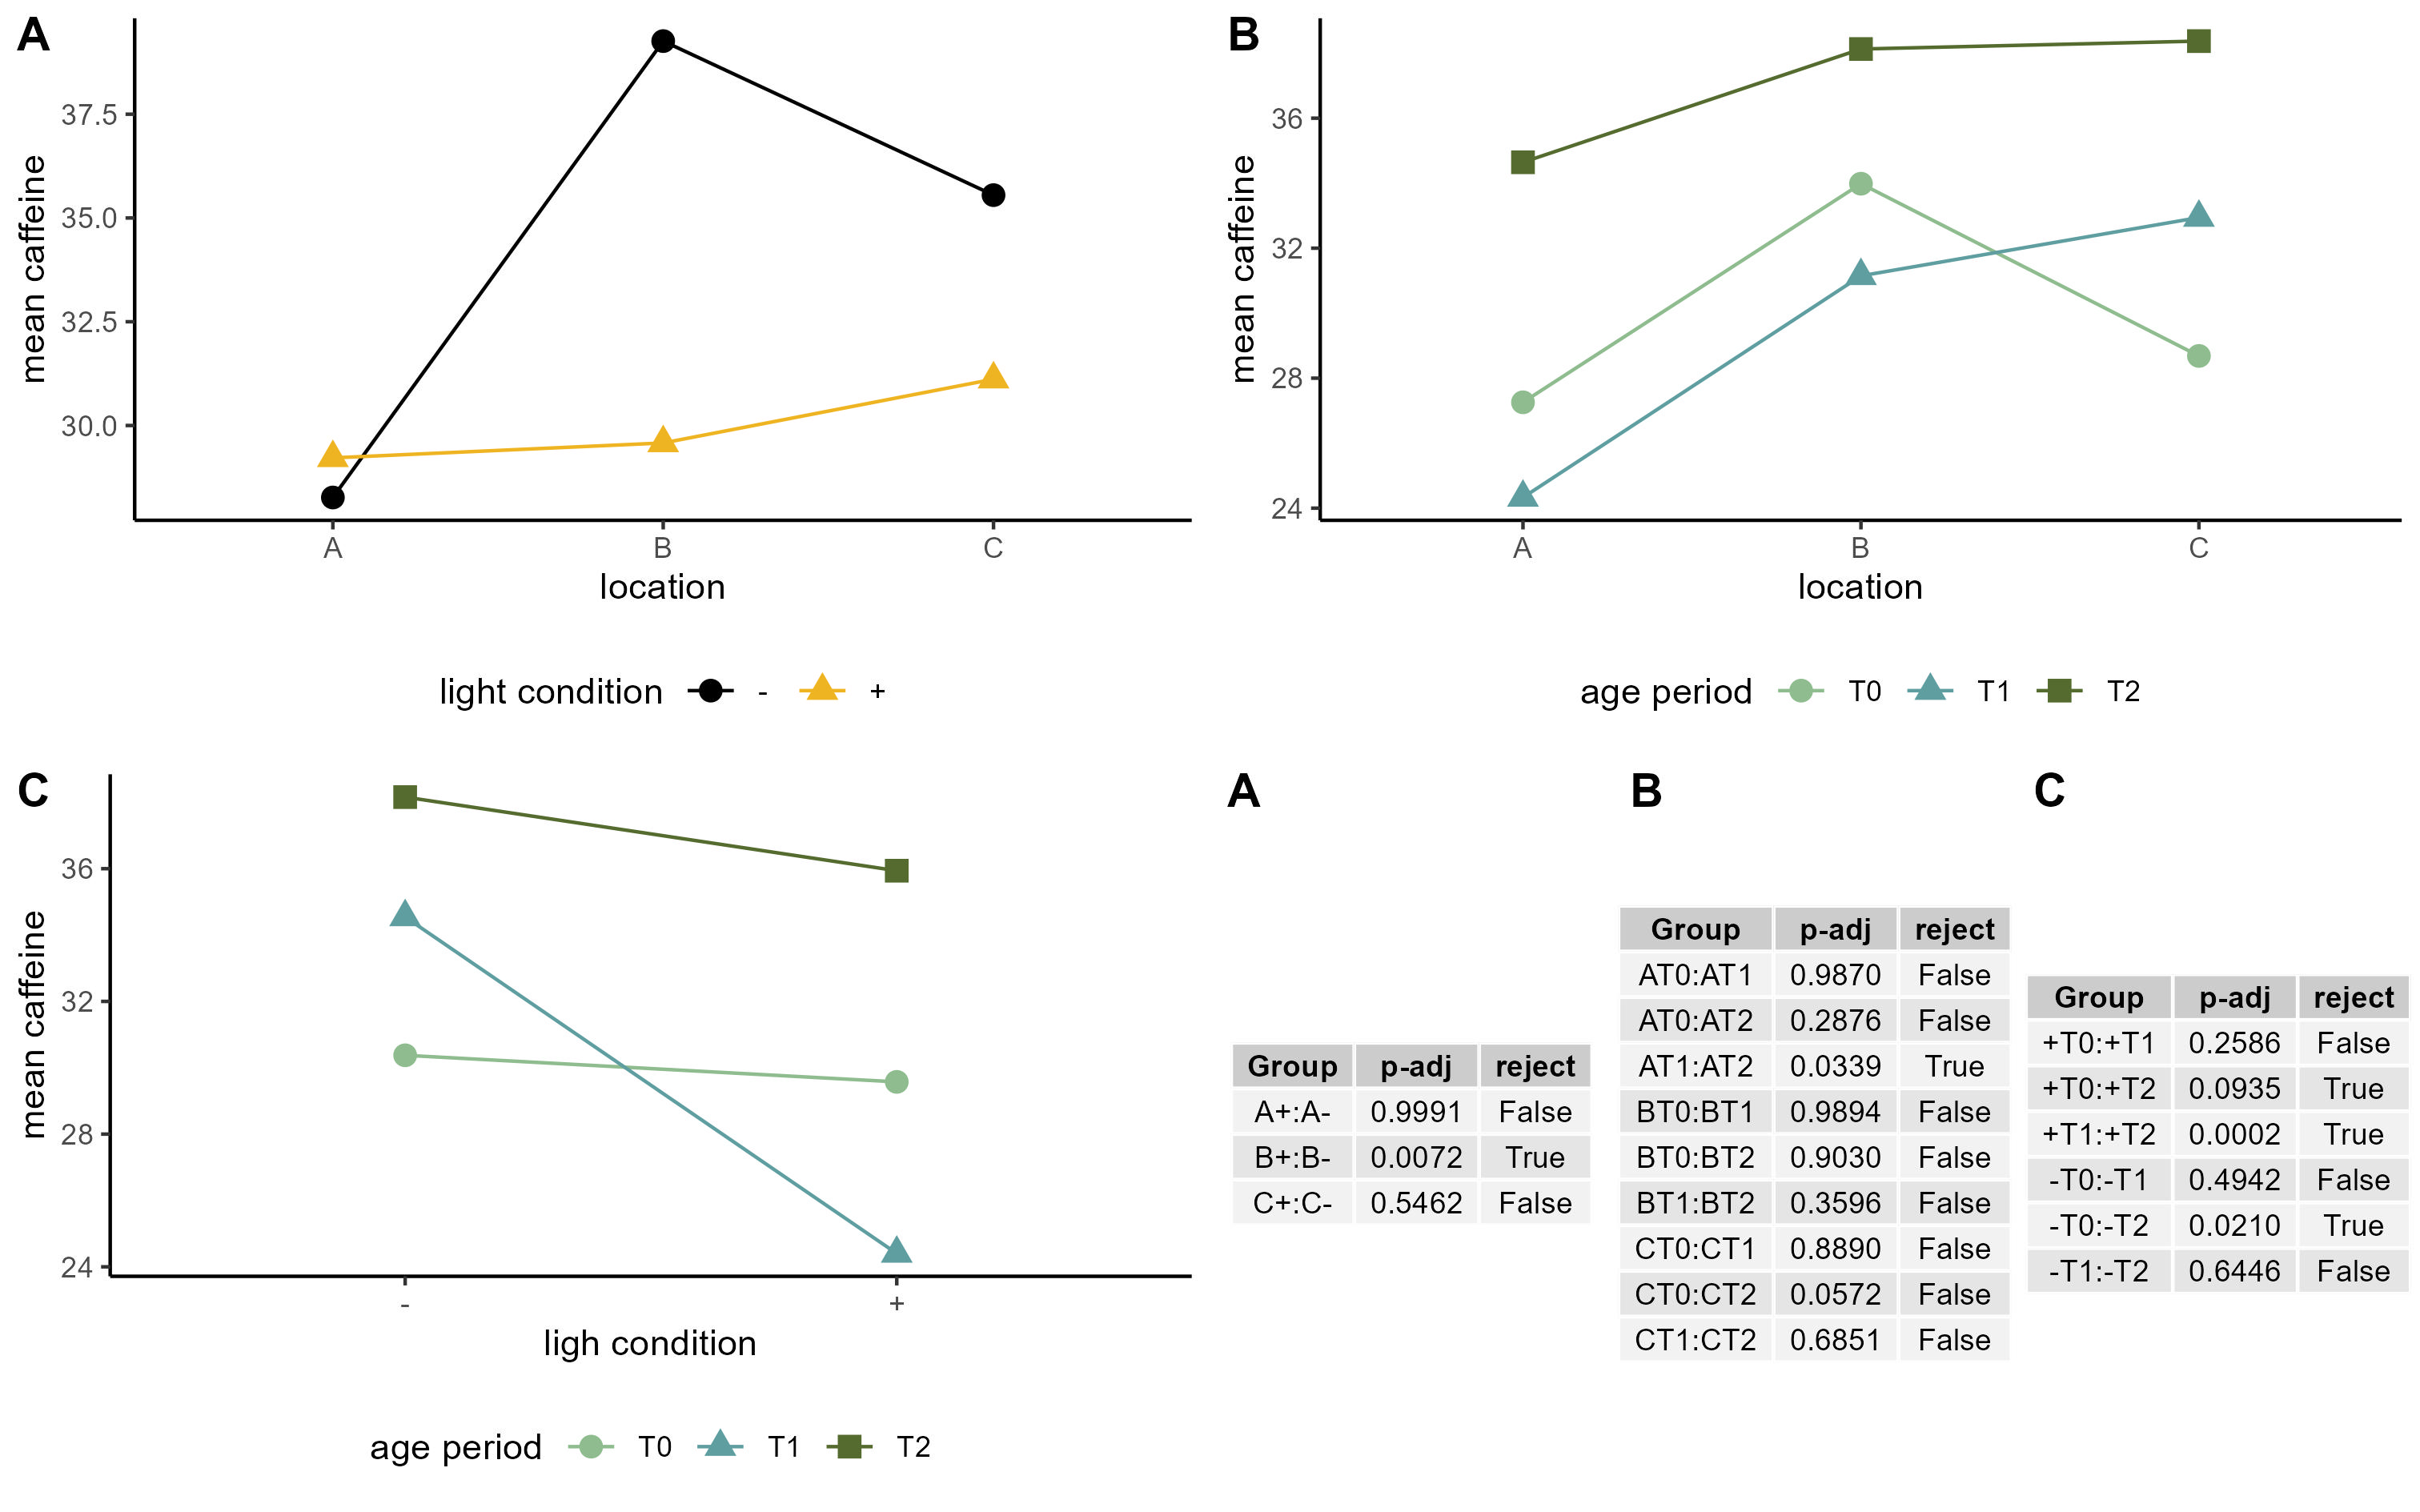 A
37.5
35.0
32.5
30.0
mean caffeine
A B C
location
light condition - +
B
36
32
28
24
mean caffeine
A B C
location
age period T0 T1 T2
C
36
32
28
24
mean caffeine
- +
ligh condition
age period T0 T1 T2
A
Group p-adj reject
A+:A- 0.9991 False
B+:B- 0.0072 True
C+:C- 0.5462 False
B
Group p-adj reject
AT0:AT1 0.9870 False
AT0:AT2 0.2876 False
AT1:AT2 0.0339 True
BT0:BT1 0.9894 False
BT0:BT2 0.9030 False
BT1:BT2 0.3596 False
CT0:CT1 0.8890 False
CT0:CT2 0.0572 False
CT1:CT2 0.6851 False
C
Group p-adj reject
+T0:+T1 0.2586 False
+T0:+T2 0.0935 True
+T1:+T2 0.0002 True
-T0:-T1 0.4942 False
-T0:-T2 0.0210 True
-T1:-T2 0.6446 False